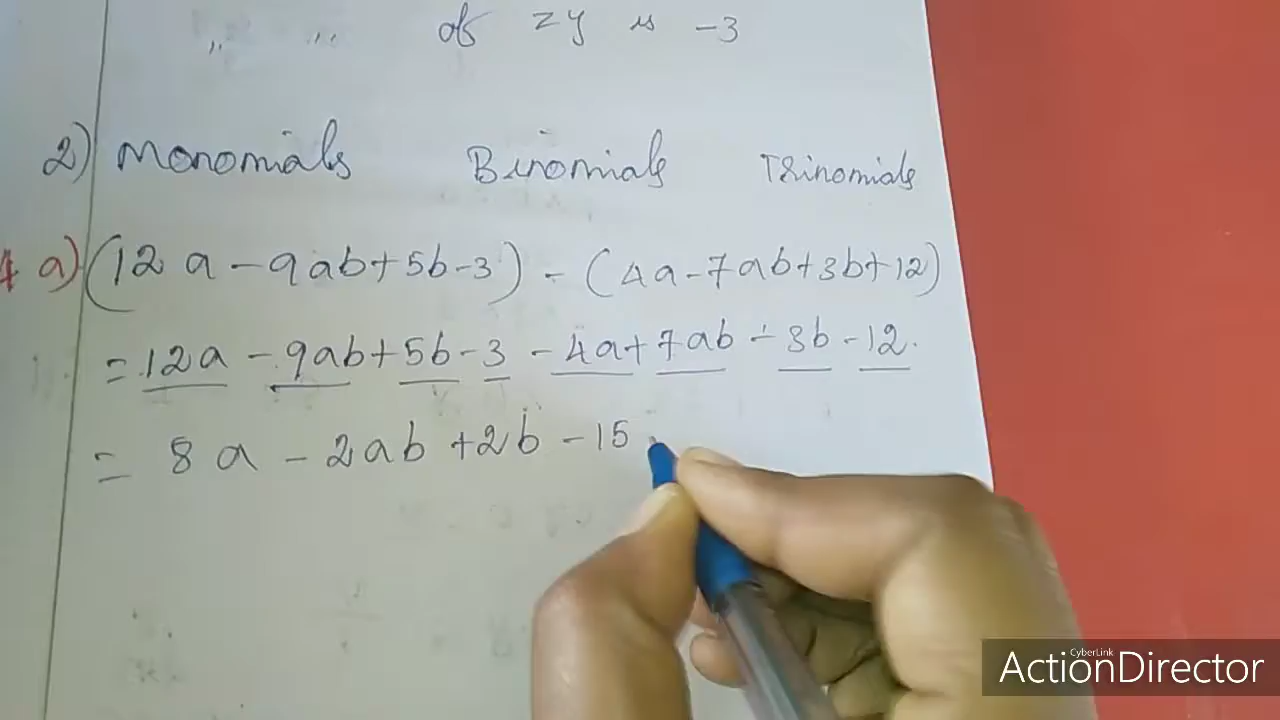 ,, ,, of zy is -3
2) Monomials Binomials Trinomials
4 a) (12a - 9ab + 5b - 3) - (4a - 7ab + 3b + 12)
= 12a - 9ab + 5b - 3 - 4a + 7ab - 3b - 12.
= 8a - 2ab + 2b - 15
CyberLink
ActionDirector